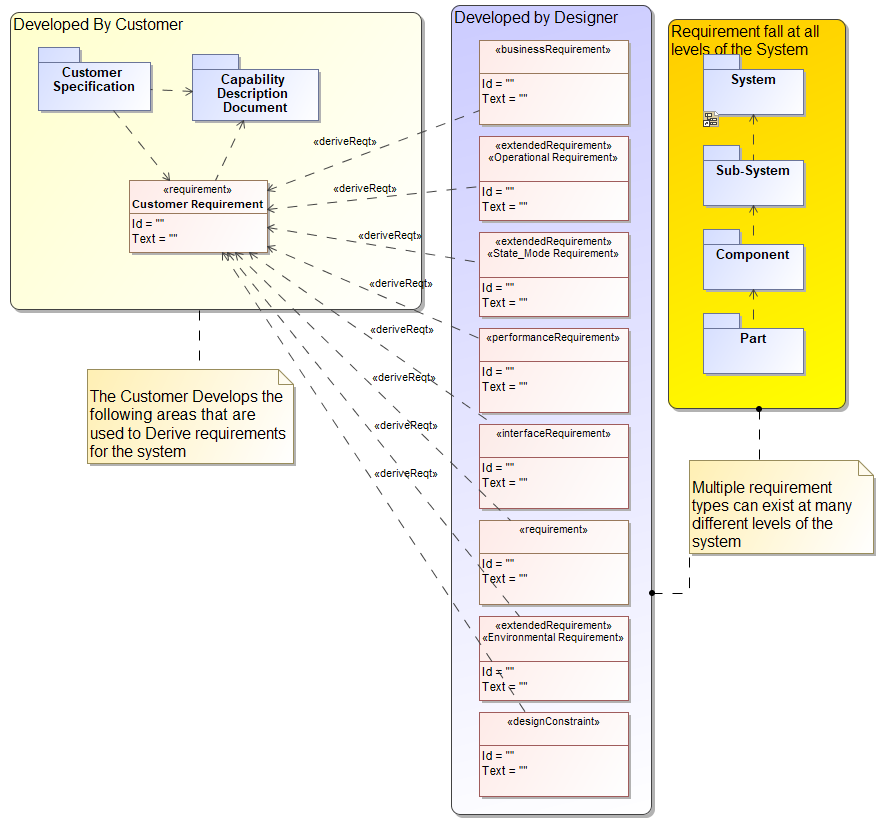 Developed By Customer
Customer
Specification
Capability
Description
Document
«requirement»
Customer Requirement
Id = ""
Text = ""
The Customer Develops the
following areas that are
used to Derive requirements
for the system
«deriveReqt»
«deriveReqt»
«deriveReqt»
«deriveReqt»
«deriveReqt»
«deriveReqt»
«deriveReqt»
«deriveReqt»
Developed by Designer
«businessRequirement»
Id = ""
Text = ""
«extendedRequirement»
«Operational Requirement»
Id = ""
Text = ""
«extendedRequirement»
«State_Mode Requirement»
Id = ""
Text = ""
«performanceRequirement»
Id = ""
Text = ""
«interfaceRequirement»
Id = ""
Text = ""
«requirement»
Id = ""
Text = ""
«extendedRequirement»
«Environmental Requirement»
Id = ""
Text = ""
«designConstraint»
Id = ""
Text = ""
Requirement fall at all
levels of the System
System
Sub-System
Component
Part
Multiple requirement
types can exist at many
different levels of the
system